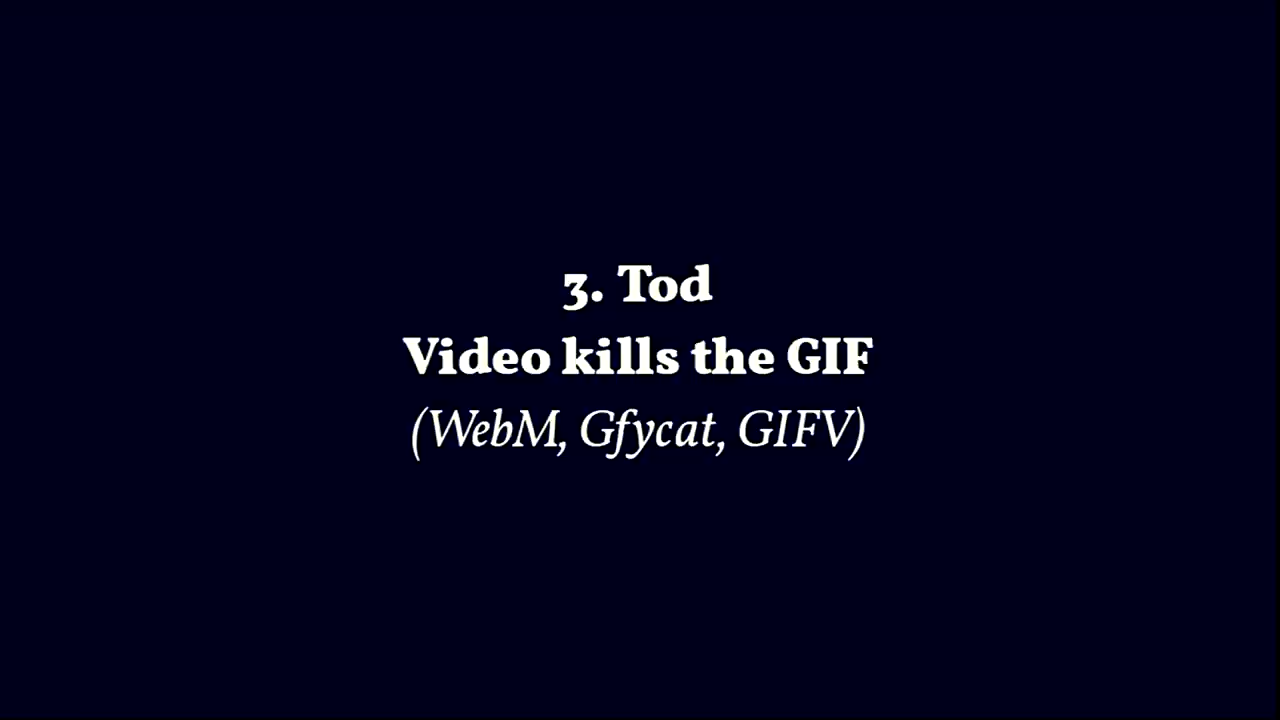 3. Tod
Video kills the GIF
(WebM, Gfycat, GIFV)